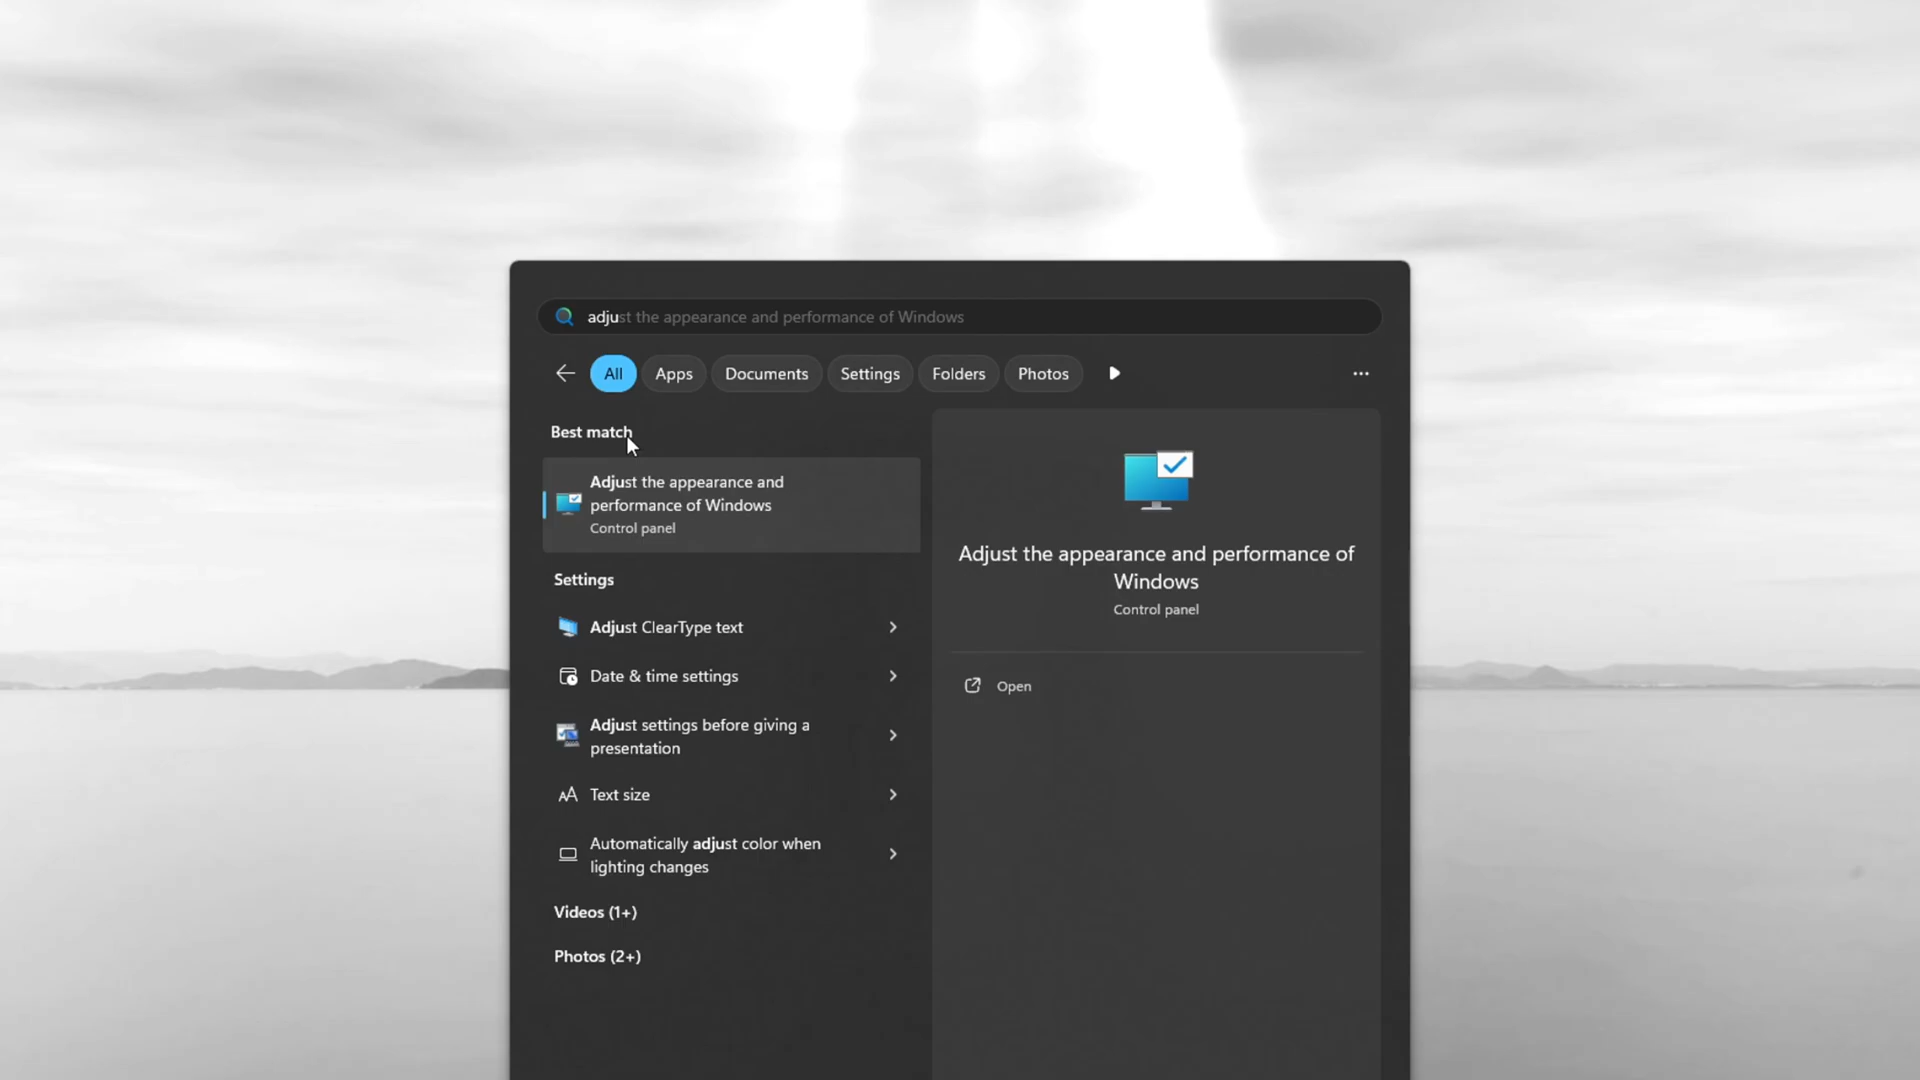 adjust the appearance and performance of Windows
All Apps Documents Settings Folders Photos
Best match
Adjust the appearance and
performance of Windows
Control panel
Settings
Adjust ClearType text
Date & time settings
Adjust settings before giving a
presentation
Text size
Automatically adjust color when
lighting changes
Videos (1+)
Photos (2+)
Adjust the appearance and performance of
Windows
Control panel
Open